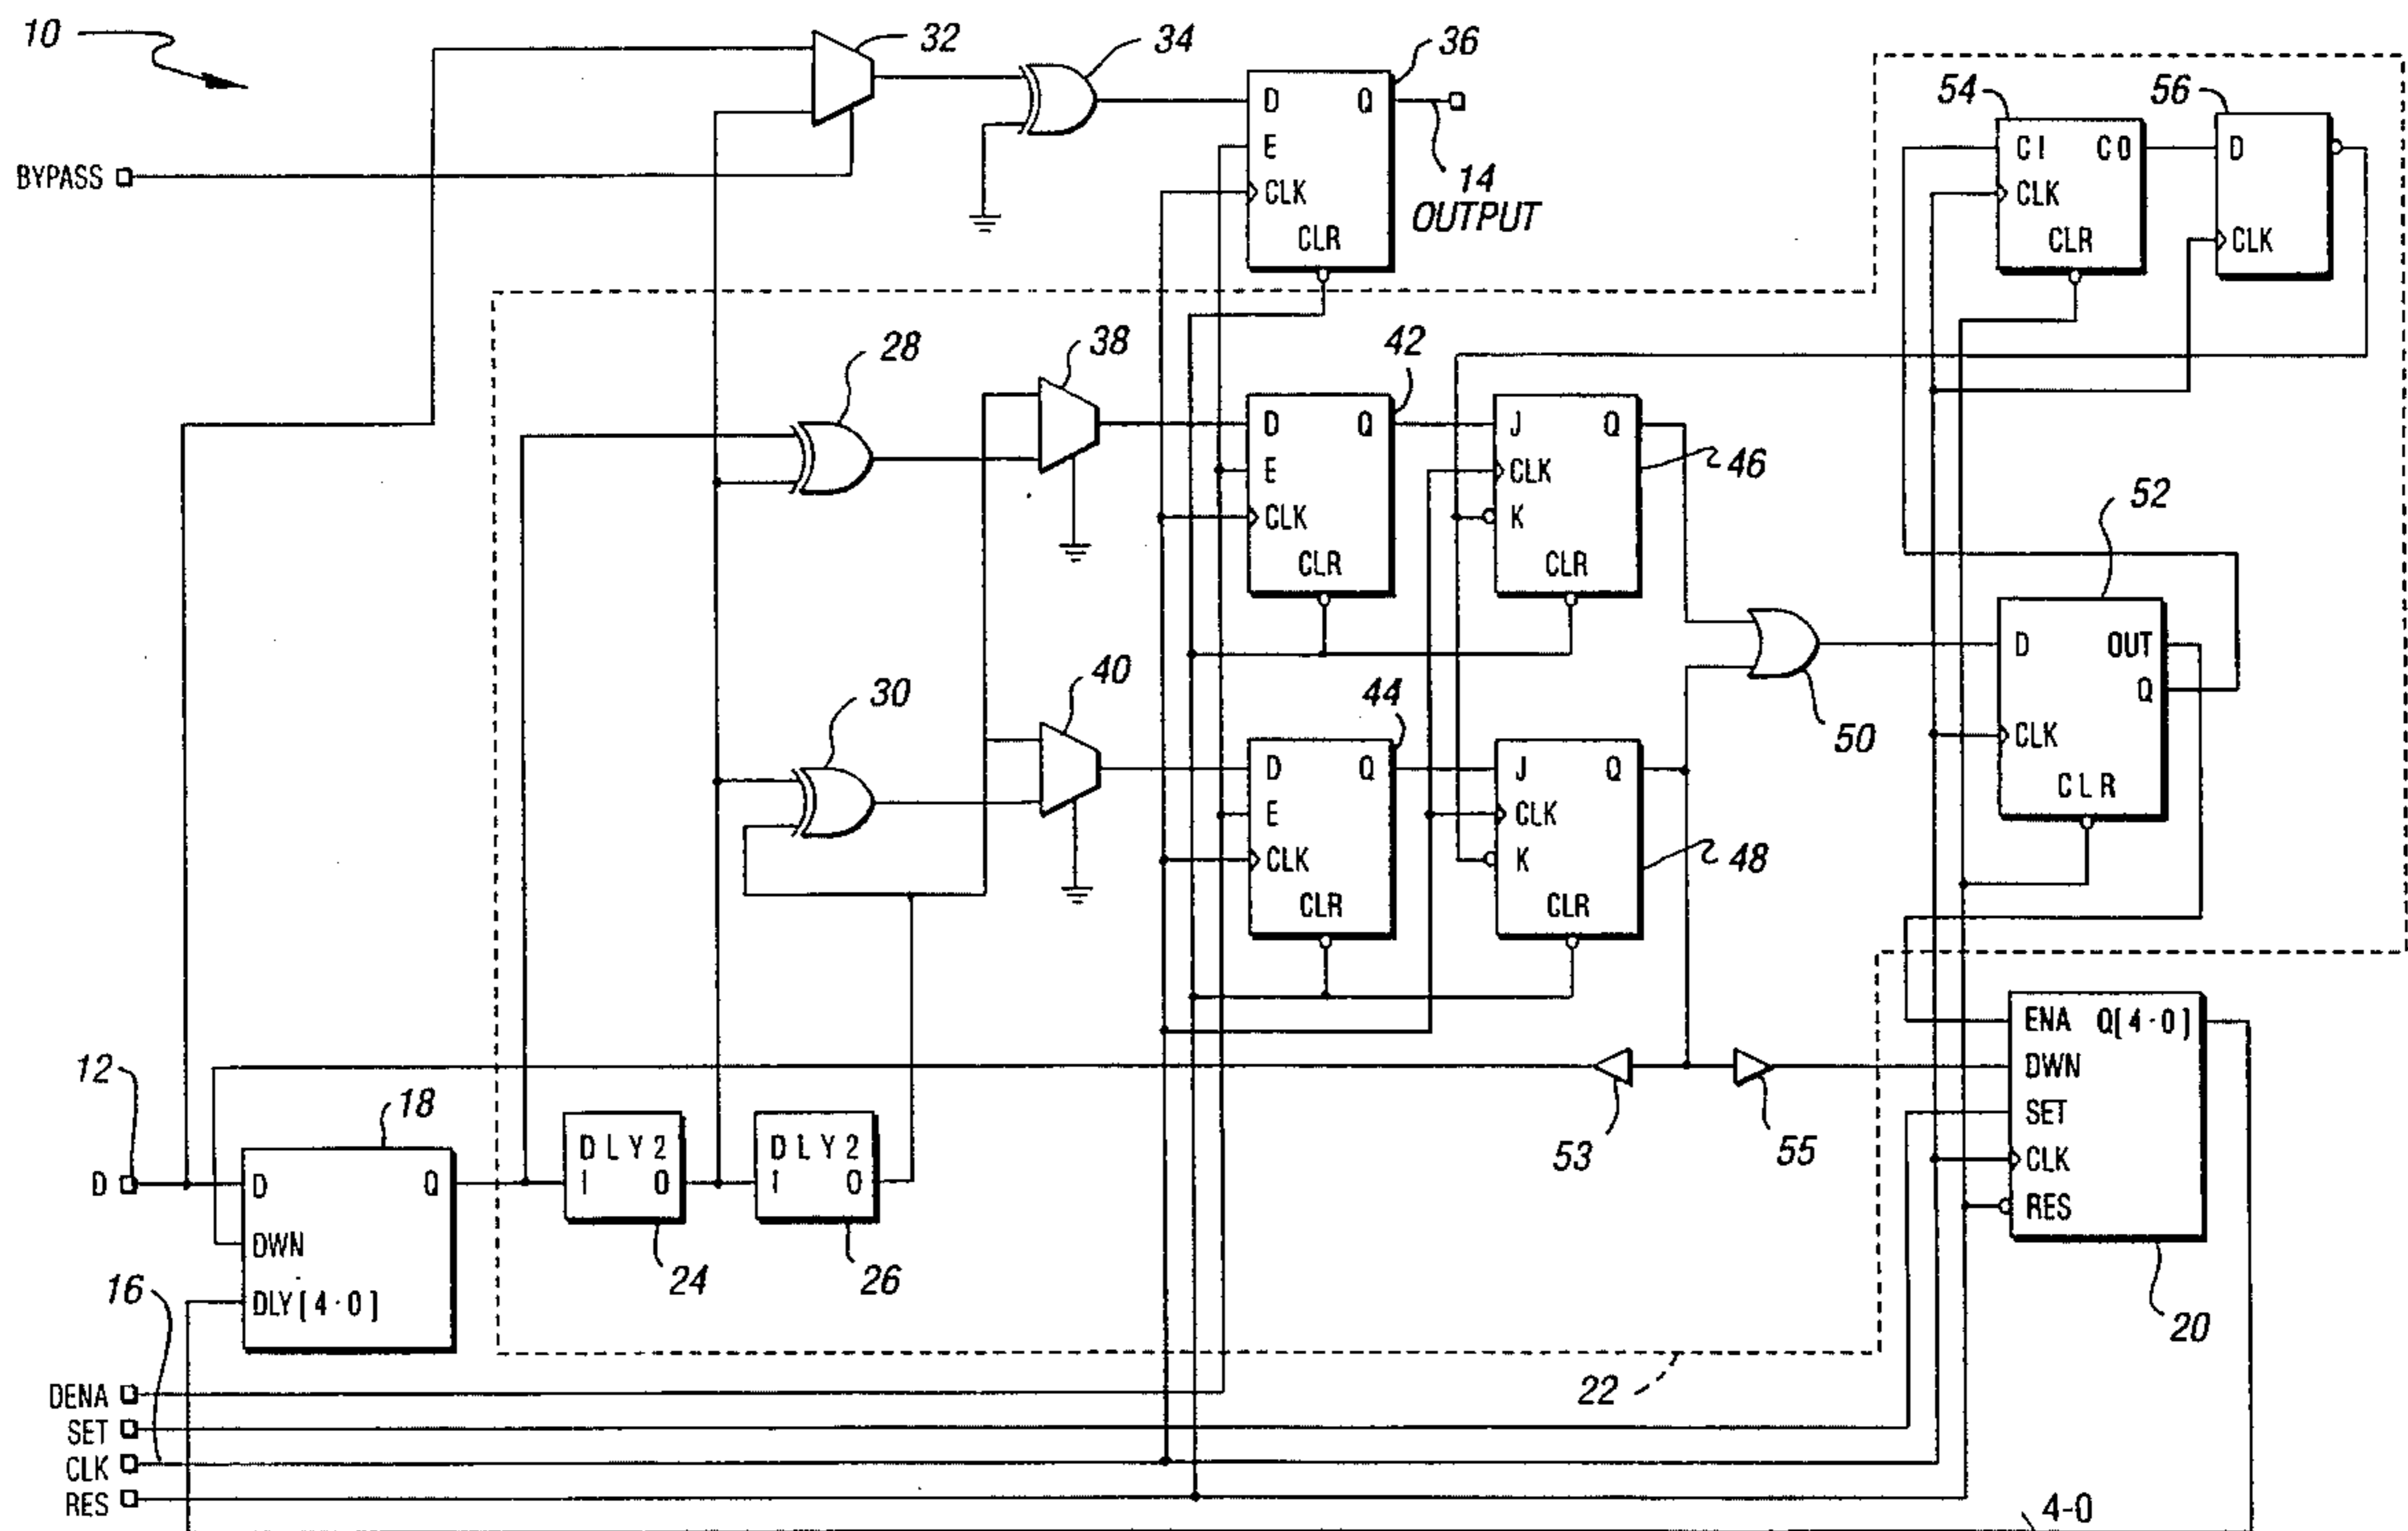 10
32
34
36
D Q
E
CLK
CLR
14
OUTPUT
BYPASS
54
CI CO
CLK
CLR
56
D
CLK
28
38
42
D Q
E
CLK
CLR
J Q
CLK
K
CLR
46
52
D OUT
Q
CLK
CLR
30
40
44
D Q
E
CLK
CLR
J Q
CLK
K
CLR
48
50
12
D
18
D Q
DWN
DLY[4-0]
DLY2
I O
24
DLY2
I O
26
53
55
ENA Q[4-0]
DWN
SET
CLK
RES
20
16
22
DENA
SET
CLK
RES
4-0